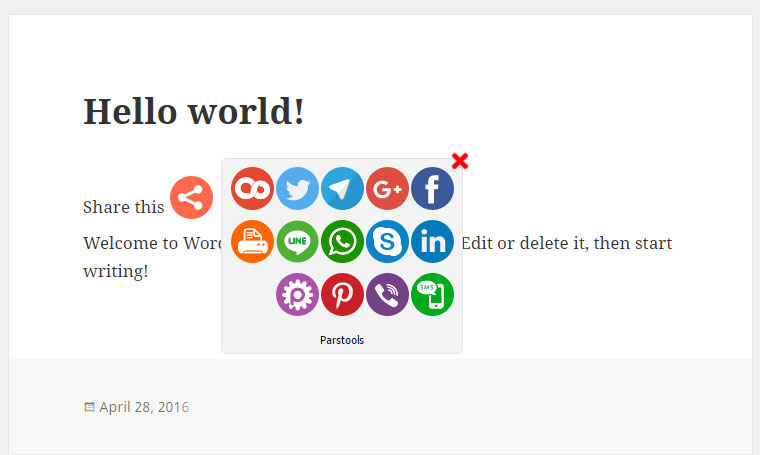 Hello world!
Share this
G+
LINE
in
SMS
Parstools
Welcome to Word
Edit or delete it, then start
writing!
April 28, 2016